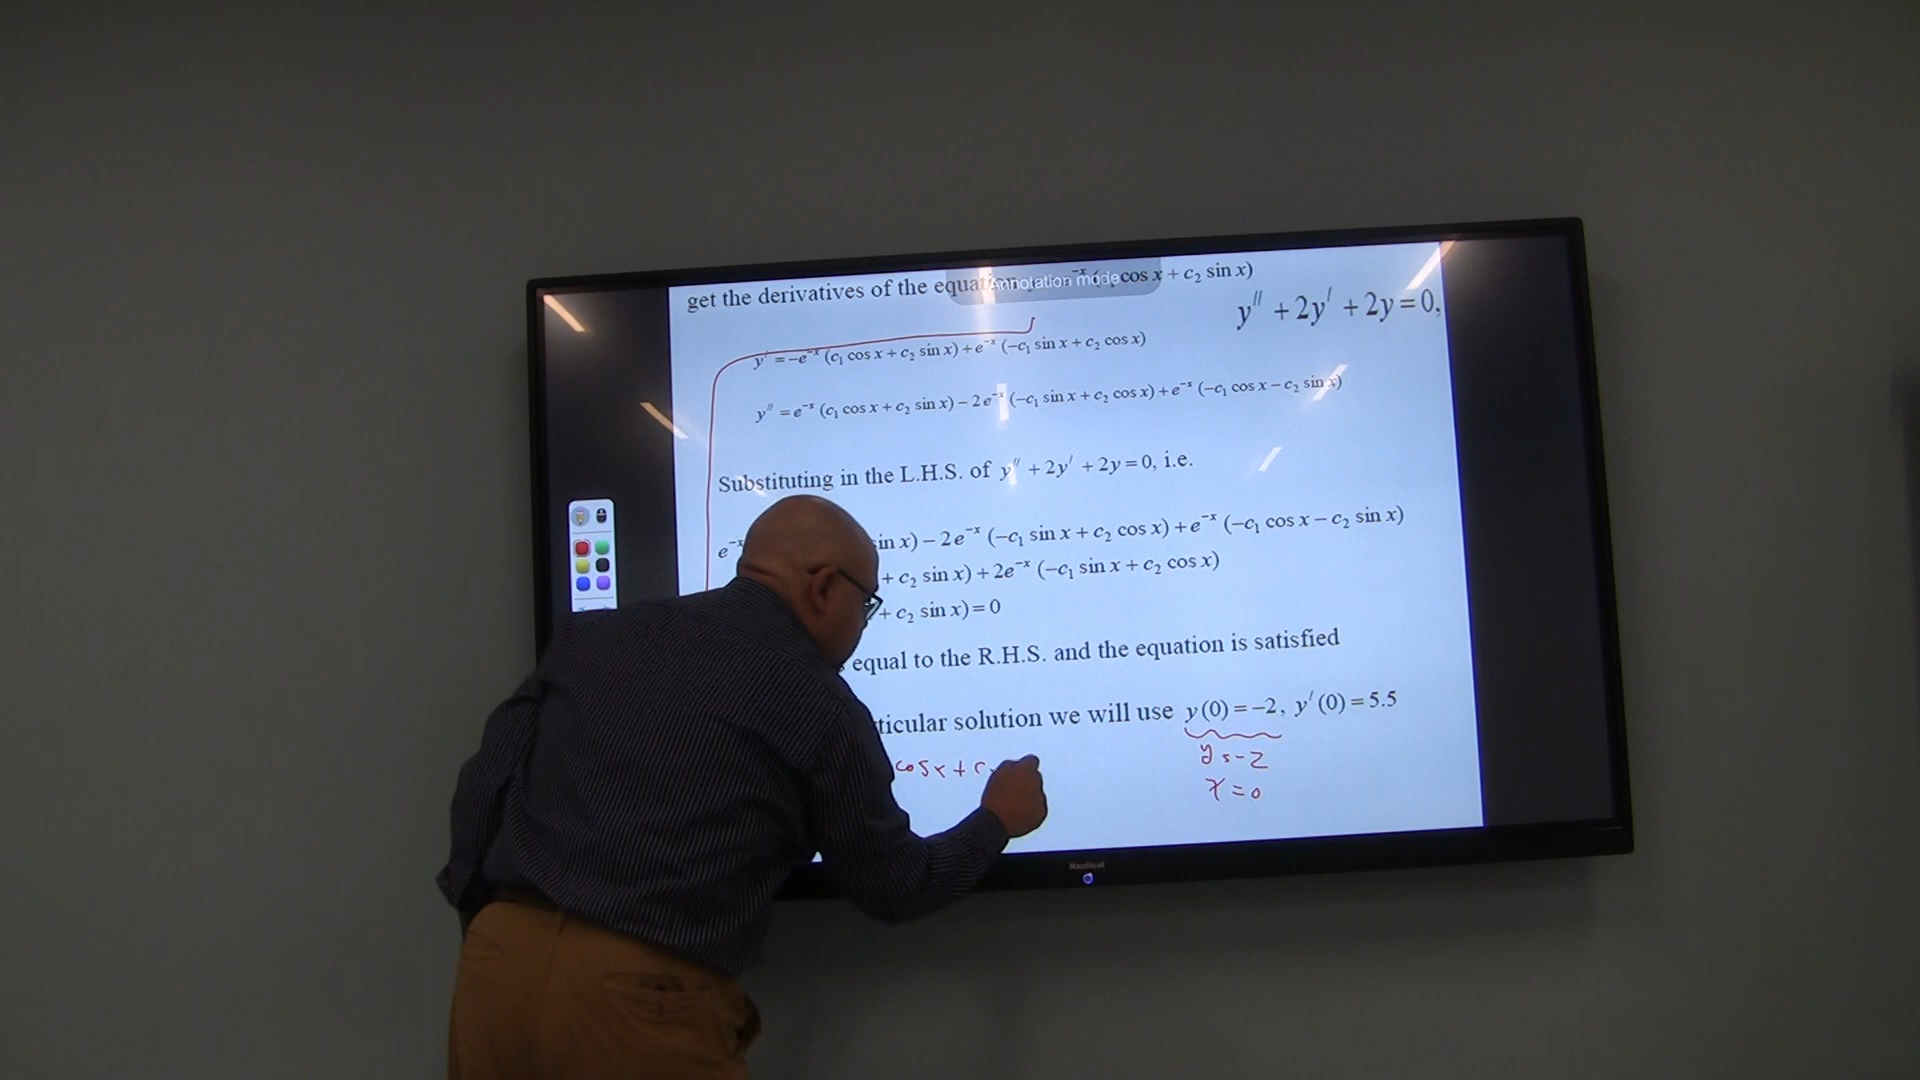 get the derivatives of the equation e⁻ˣ ( cos x + c₂ sin x)
Annotation mode
y′′ + 2y′ + 2y = 0,
y′ = −e⁻ˣ (c₁ cos x + c₂ sin x) + e⁻ˣ (−c₁ sin x + c₂ cos x)
y′′ = e⁻ˣ (c₁ cos x + c₂ sin x) − 2e⁻ˣ (−c₁ sin x + c₂ cos x) + e⁻ˣ (−c₁ cos x − c₂ sin x)
Substituting in the L.H.S. of y′′ + 2y′ + 2y = 0, i.e.
e⁻ˣ in x) − 2e⁻ˣ (−c₁ sin x + c₂ cos x) + e⁻ˣ (−c₁ cos x − c₂ sin x)
+ c₂ sin x) + 2e⁻ˣ (−c₁ sin x + c₂ cos x)
+ c₂ sin x) = 0
equal to the R.H.S. and the equation is satisfied
ticular solution we will use y(0) = −2, y′(0) = 5.5
cosx + c
y = -2
x = 0
Nautical